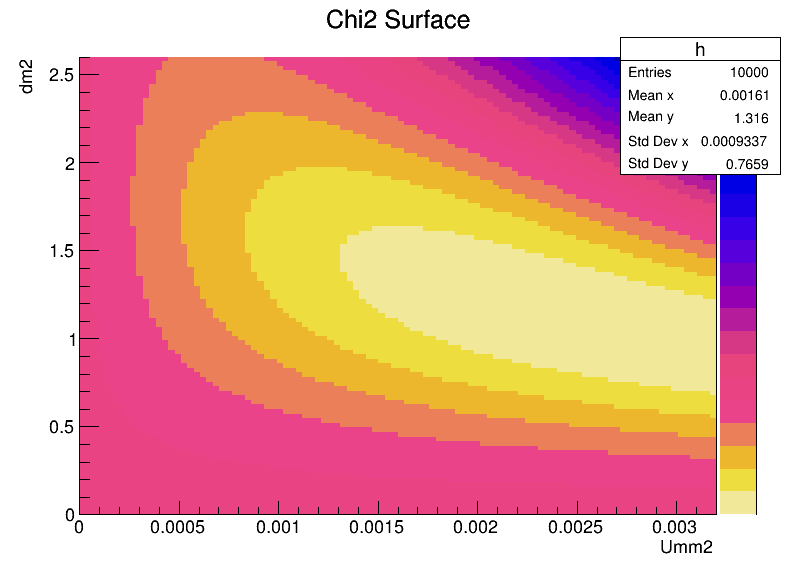 Chi2 Surface
h
Entries 10000
Mean x 0.00161
Mean y 1.316
Std Dev x 0.0009337
Std Dev y 0.7659
dm2
2.5
2
1.5
1
0.5
0
0 0.0005 0.001 0.0015 0.002 0.0025 0.003
Umm2